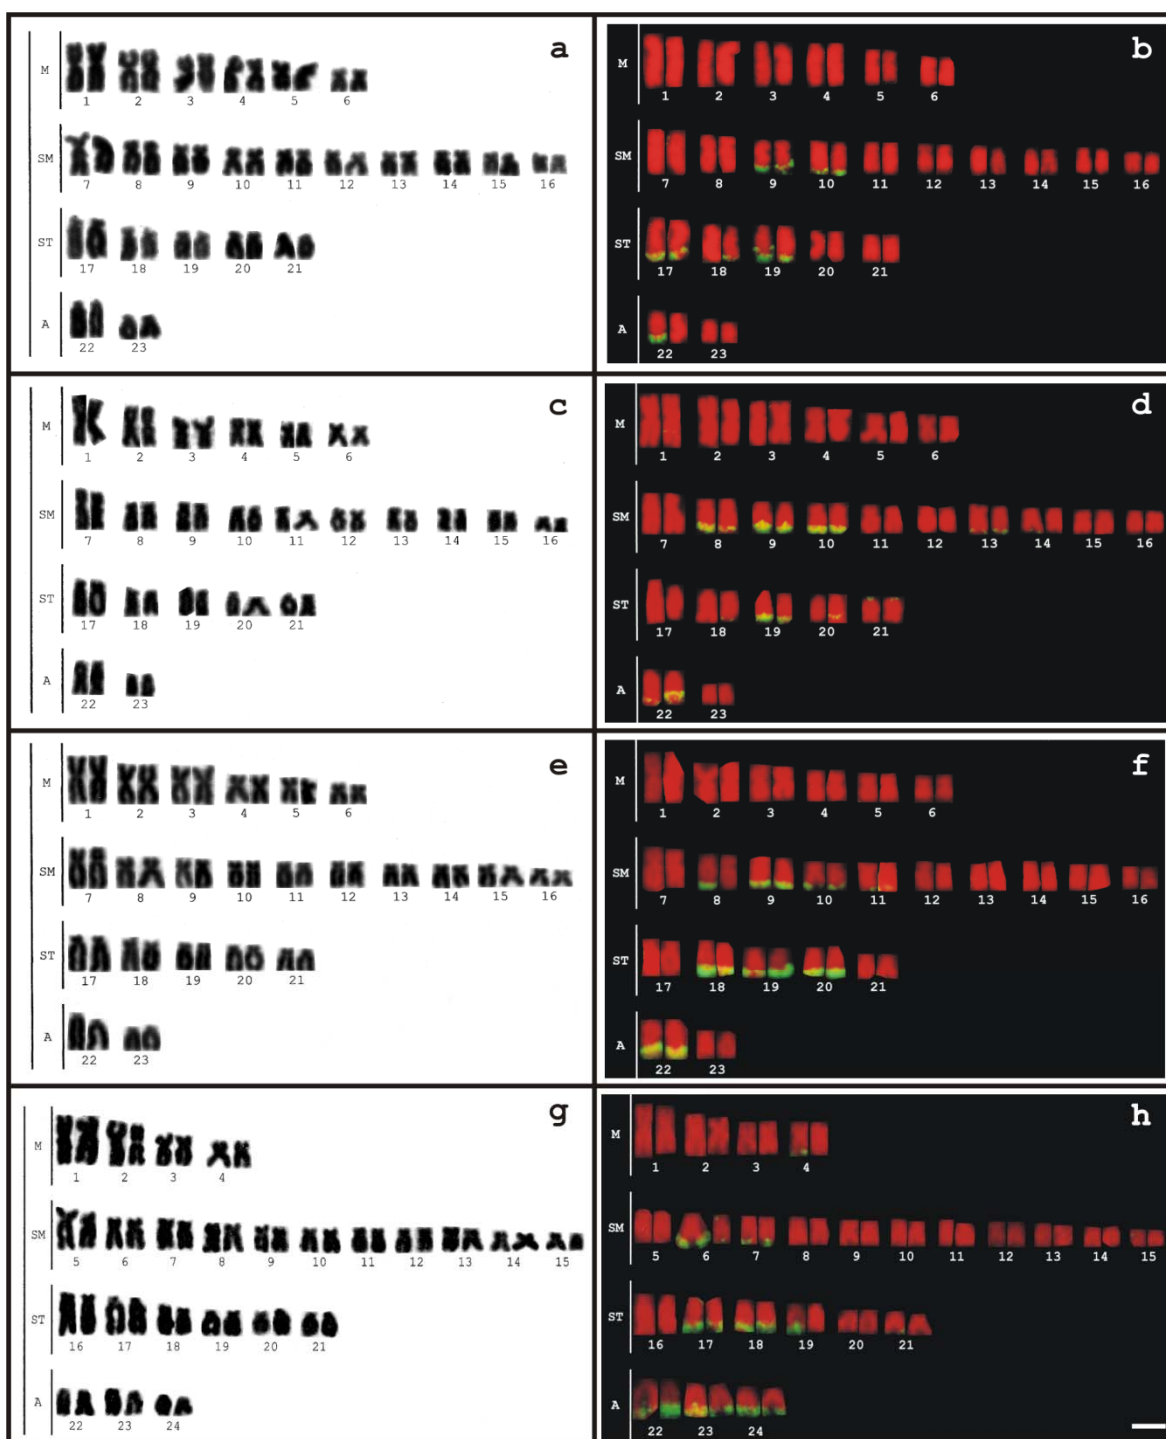 a
M
1 2 3 4 5 6
SM
7 8 9 10 11 12 13 14 15 16
ST
17 18 19 20 21
A
22 23
b
M
1 2 3 4 5 6
SM
7 8 9 10 11 12 13 14 15 16
ST
17 18 19 20 21
A
22 23
c
M
1 2 3 4 5 6
SM
7 8 9 10 11 12 13 14 15 16
ST
17 18 19 20 21
A
22 23
d
M
1 2 3 4 5 6
SM
7 8 9 10 11 12 13 14 15 16
ST
17 18 19 20 21
A
22 23
e
M
1 2 3 4 5 6
SM
7 8 9 10 11 12 13 14 15 16
ST
17 18 19 20 21
A
22 23
f
M
1 2 3 4 5 6
SM
7 8 9 10 11 12 13 14 15 16
ST
17 18 19 20 21
A
22 23
g
M
1 2 3 4
SM
5 6 7 8 9 10 11 12 13 14 15
ST
16 17 18 19 20 21
A
22 23 24
h
M
1 2 3 4
SM
5 6 7 8 9 10 11 12 13 14 15
ST
16 17 18 19 20 21
A
22 23 24